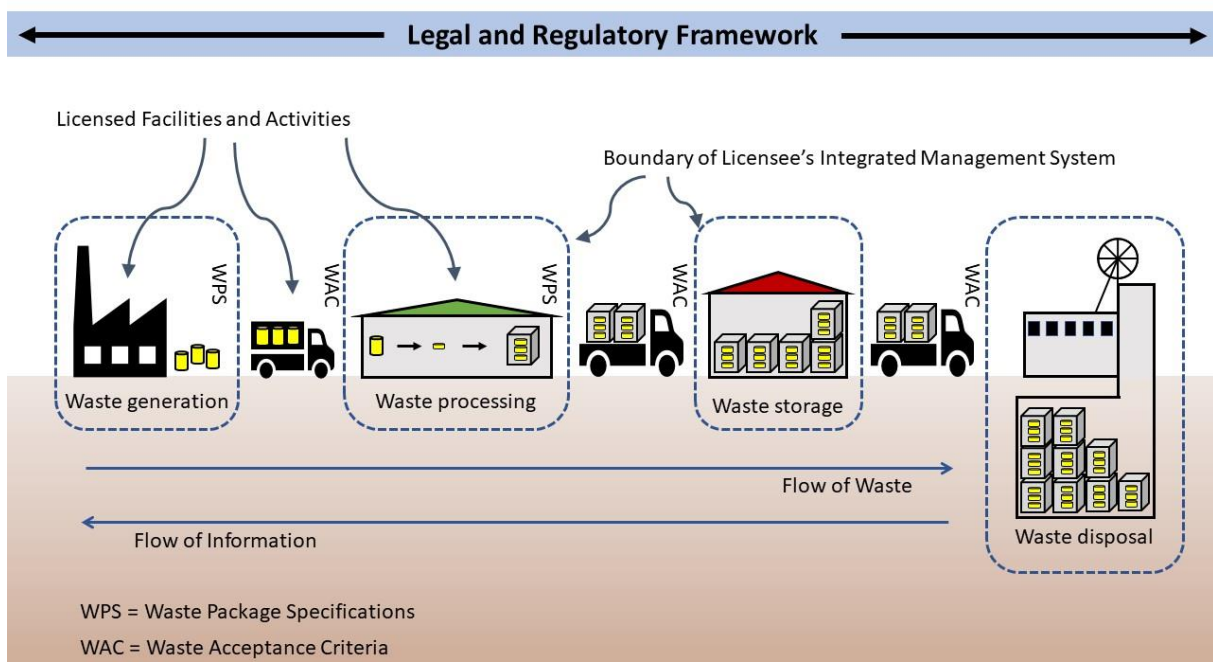 Legal and Regulatory Framework
Licensed Facilities and Activities
Boundary of Licensee's Integrated Management System
WPS
WAC
WPS
WAC
WAC
Waste generation
Waste processing
Waste storage
Flow of Waste
Flow of Information
Waste disposal
WPS = Waste Package Specifications
WAC = Waste Acceptance Criteria